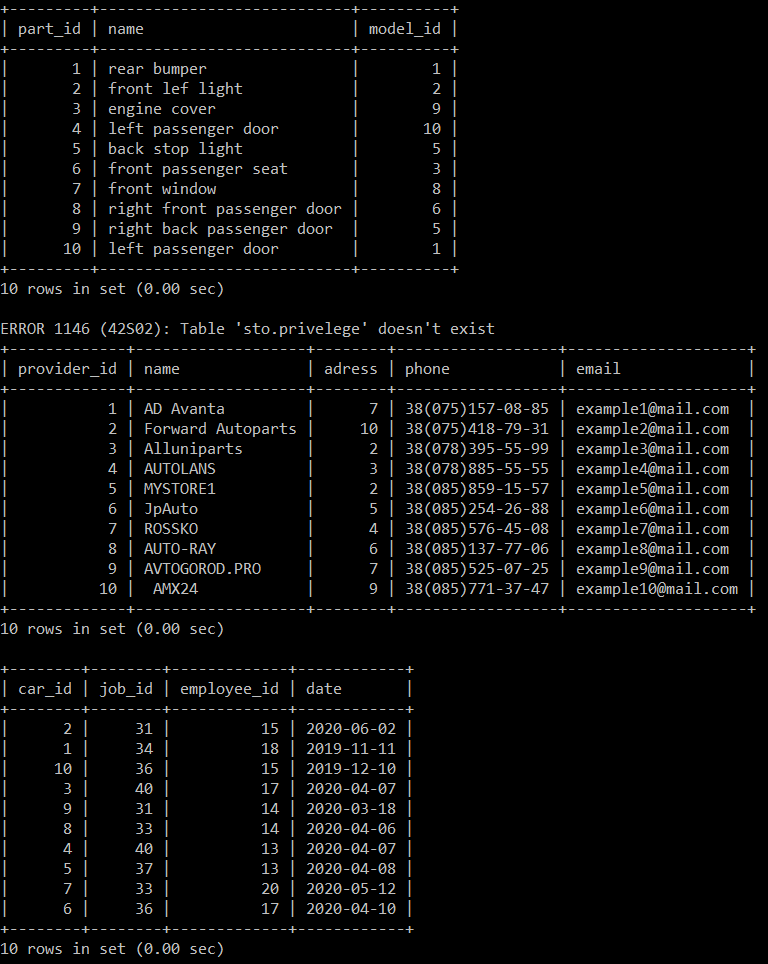 +---------+----------------------------+----------+
| part_id | name                       | model_id |
+---------+----------------------------+----------+
|       1 | rear bumper                |        1 |
|       2 | front lef light            |        2 |
|       3 | engine cover               |        9 |
|       4 | left passenger door        |       10 |
|       5 | back stop light            |        5 |
|       6 | front passenger seat       |        3 |
|       7 | front window               |        8 |
|       8 | right front passenger door |        6 |
|       9 | right back passenger door  |        5 |
|      10 | left passenger door        |        1 |
+---------+----------------------------+----------+
10 rows in set (0.00 sec)

ERROR 1146 (42S02): Table 'sto.privelege' doesn't exist
+-------------+-------------------+--------+------------------+--------------------+
| provider_id | name              | adress | phone            | email              |
+-------------+-------------------+--------+------------------+--------------------+
|           1 | AD Avanta         |      7 | 38(075)157-08-85 | example1@mail.com  |
|           2 | Forward Autoparts |     10 | 38(075)418-79-31 | example2@mail.com  |
|           3 | Alluniparts       |      2 | 38(078)395-55-99 | example3@mail.com  |
|           4 | AUTOLANS          |      3 | 38(078)885-55-55 | example4@mail.com  |
|           5 | MYSTORE1          |      2 | 38(085)859-15-57 | example5@mail.com  |
|           6 | JpAuto            |      5 | 38(085)254-26-88 | example6@mail.com  |
|           7 | ROSSKO            |      4 | 38(085)576-45-08 | example7@mail.com  |
|           8 | AUTO-RAY          |      6 | 38(085)137-77-06 | example8@mail.com  |
|           9 | AVTOGOROD.PRO     |      7 | 38(085)525-07-25 | example9@mail.com  |
|          10 |  AMX24            |      9 | 38(085)771-37-47 | example10@mail.com |
+-------------+-------------------+--------+------------------+--------------------+
10 rows in set (0.00 sec)

+--------+--------+-------------+------------+
| car_id | job_id | employee_id | date       |
+--------+--------+-------------+------------+
|      2 |     31 |          15 | 2020-06-02 |
|      1 |     34 |          18 | 2019-11-11 |
|     10 |     36 |          15 | 2019-12-10 |
|      3 |     40 |          17 | 2020-04-07 |
|      9 |     31 |          14 | 2020-03-18 |
|      8 |     33 |          14 | 2020-04-06 |
|      4 |     40 |          13 | 2020-04-07 |
|      5 |     37 |          13 | 2020-04-08 |
|      7 |     33 |          20 | 2020-05-12 |
|      6 |     36 |          17 | 2020-04-10 |
+--------+--------+-------------+------------+
10 rows in set (0.00 sec)